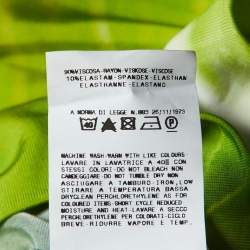 90%VISCOSA-RAYON-VISKOSE-VISCOSE
10%ELASTAM-SPANDEX-ELASTHAN
ELASTHANNE-ELASTANO
A NORMA DI LEGGE N.883 26/11/1973
MACHINE WASH-WARM WITH LIKE COLOURS-
LAVARE IN LAVATRICE A 40° CON
STESSI COLORI-DO NOT BLEACH NON
CANDEGGIARE-DO NOT TUMBLE DRY NON
ASCIUGARE A TAMBURO-IRON,LOW
STIRARE A TEMPERATURA BASSA
DRYCLEAN PERCHLORETHYLENE AS FOR
COLOURED ITEMS-SHORT CYCLE REDUCED
MOISTURE AND HEAT-LAVARE A SECCO
PERCHLORETHYLENE PER COLORATI-CICLO
BREVE-RIDURRE VAPORE E TEMP.